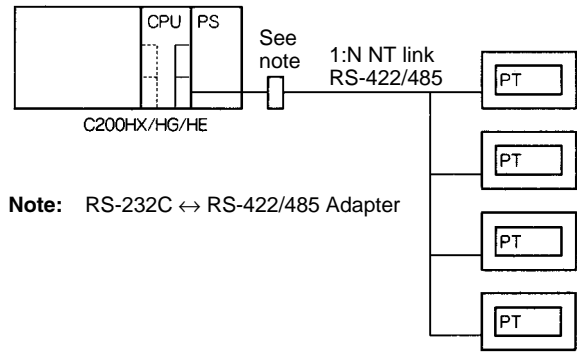 CPU PS
See
note
1:N NT link
RS-422/485
PT
C200HX/HG/HE
PT
Note: RS-232C ↔ RS-422/485 Adapter
PT
PT